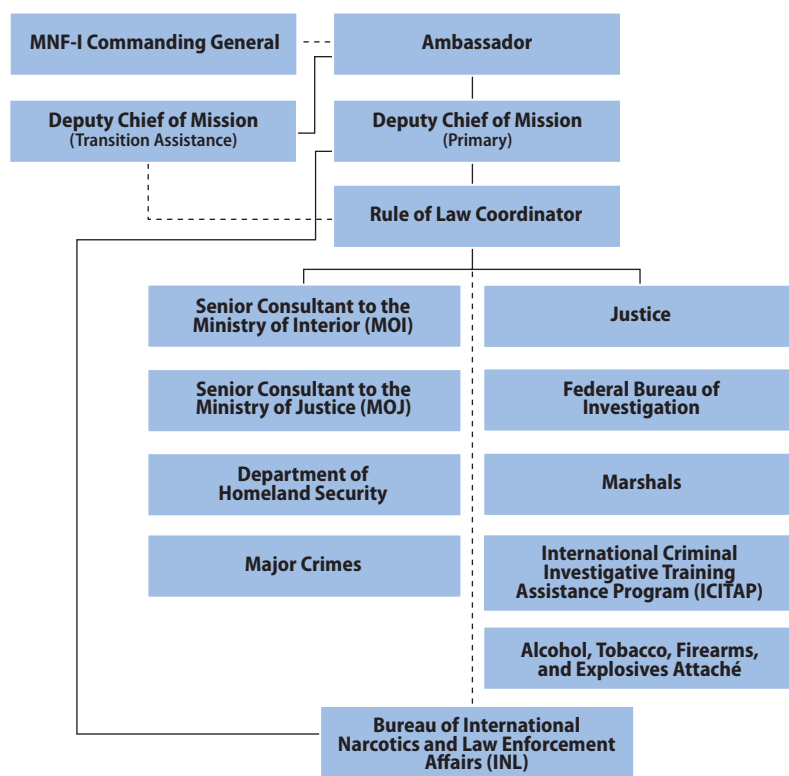 MNF-I Commanding General
Ambassador
Deputy Chief of Mission
(Transition Assistance)
Deputy Chief of Mission
(Primary)
Rule of Law Coordinator
Senior Consultant to the
Ministry of Interior (MOI)
Senior Consultant to the
Ministry of Justice (MOJ)
Department of
Homeland Security
Major Crimes
Justice
Federal Bureau of
Investigation
Marshals
International Criminal
Investigative Training
Assistance Program (ICITAP)
Alcohol, Tobacco, Firearms,
and Explosives Attaché
Bureau of International
Narcotics and Law Enforcement
Affairs (INL)